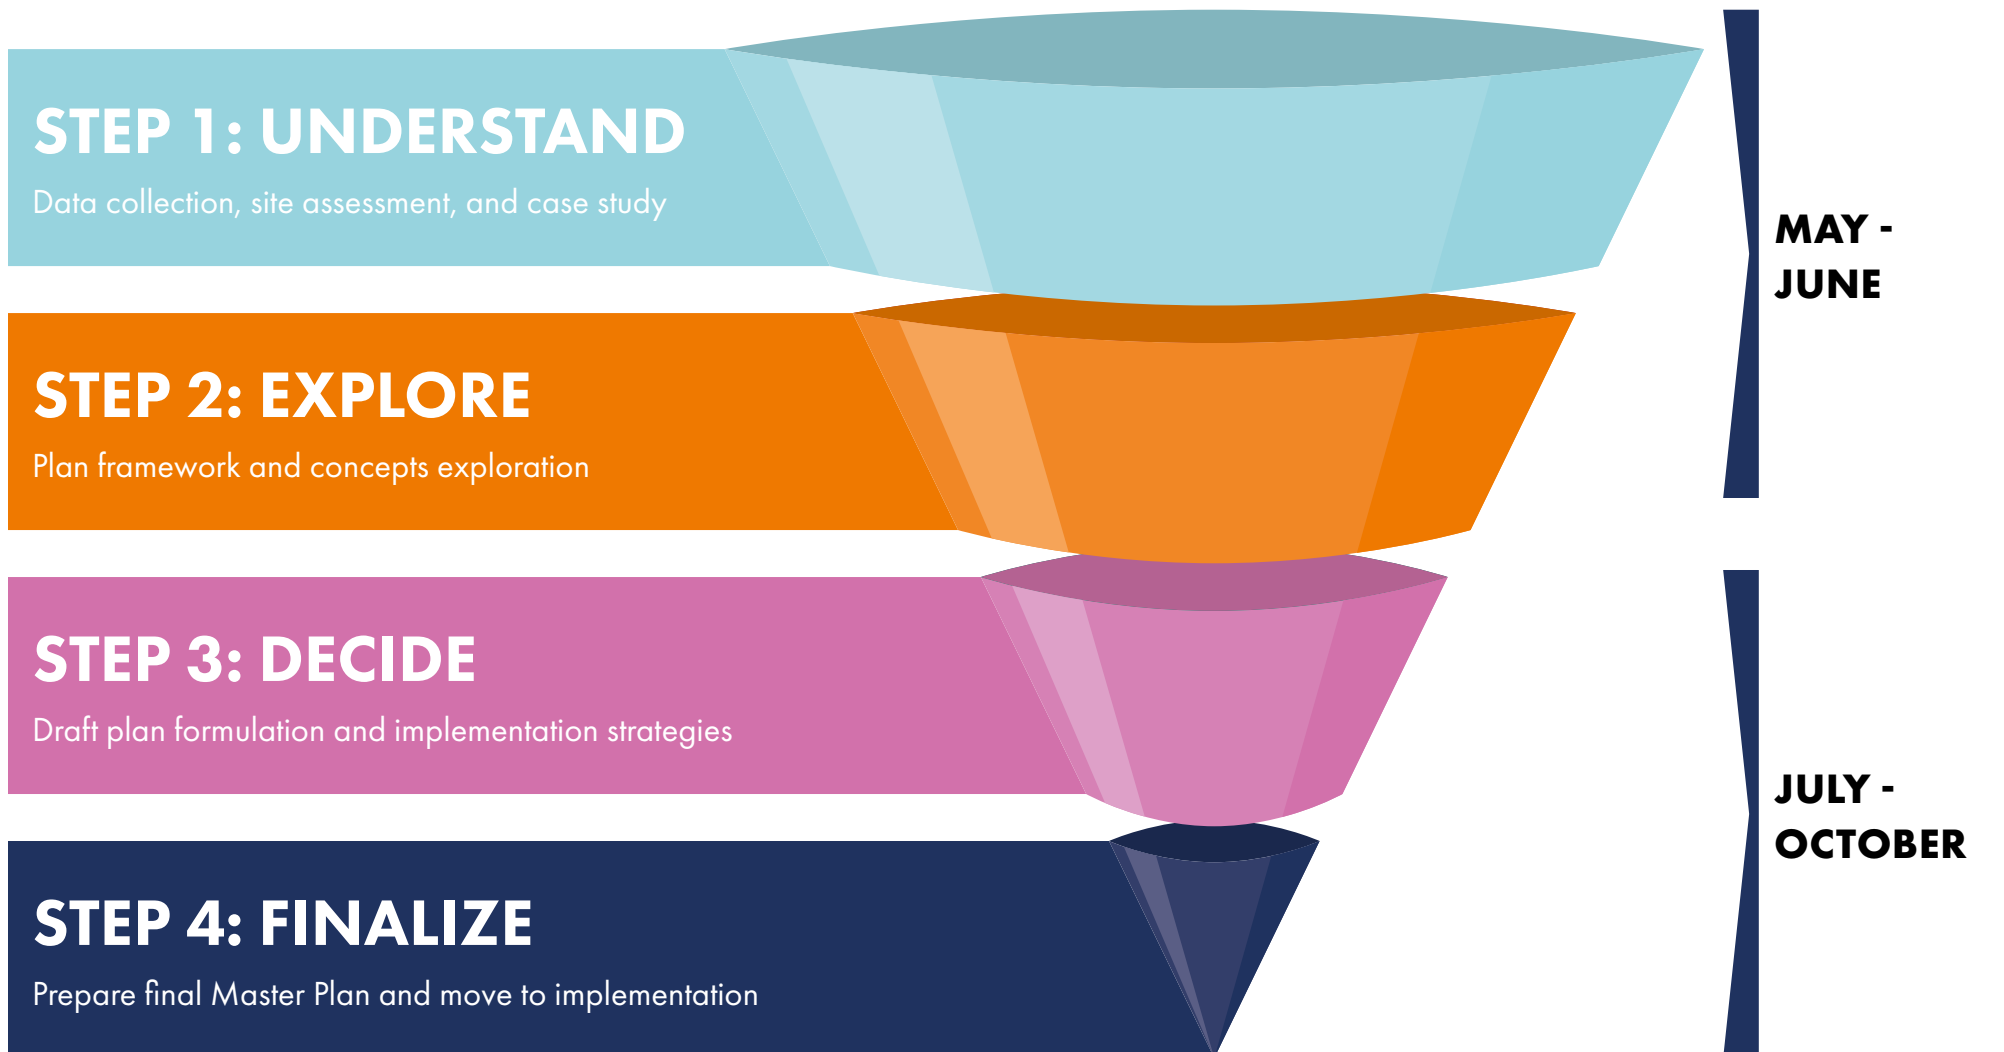 STEP 1: UNDERSTAND
Data collection, site assessment, and case study
MAY -
JUNE
STEP 2: EXPLORE
Plan framework and concepts exploration
STEP 3: DECIDE
Draft plan formulation and implementation strategies
JULY -
OCTOBER
STEP 4: FINALIZE
Prepare final Master Plan and move to implementation